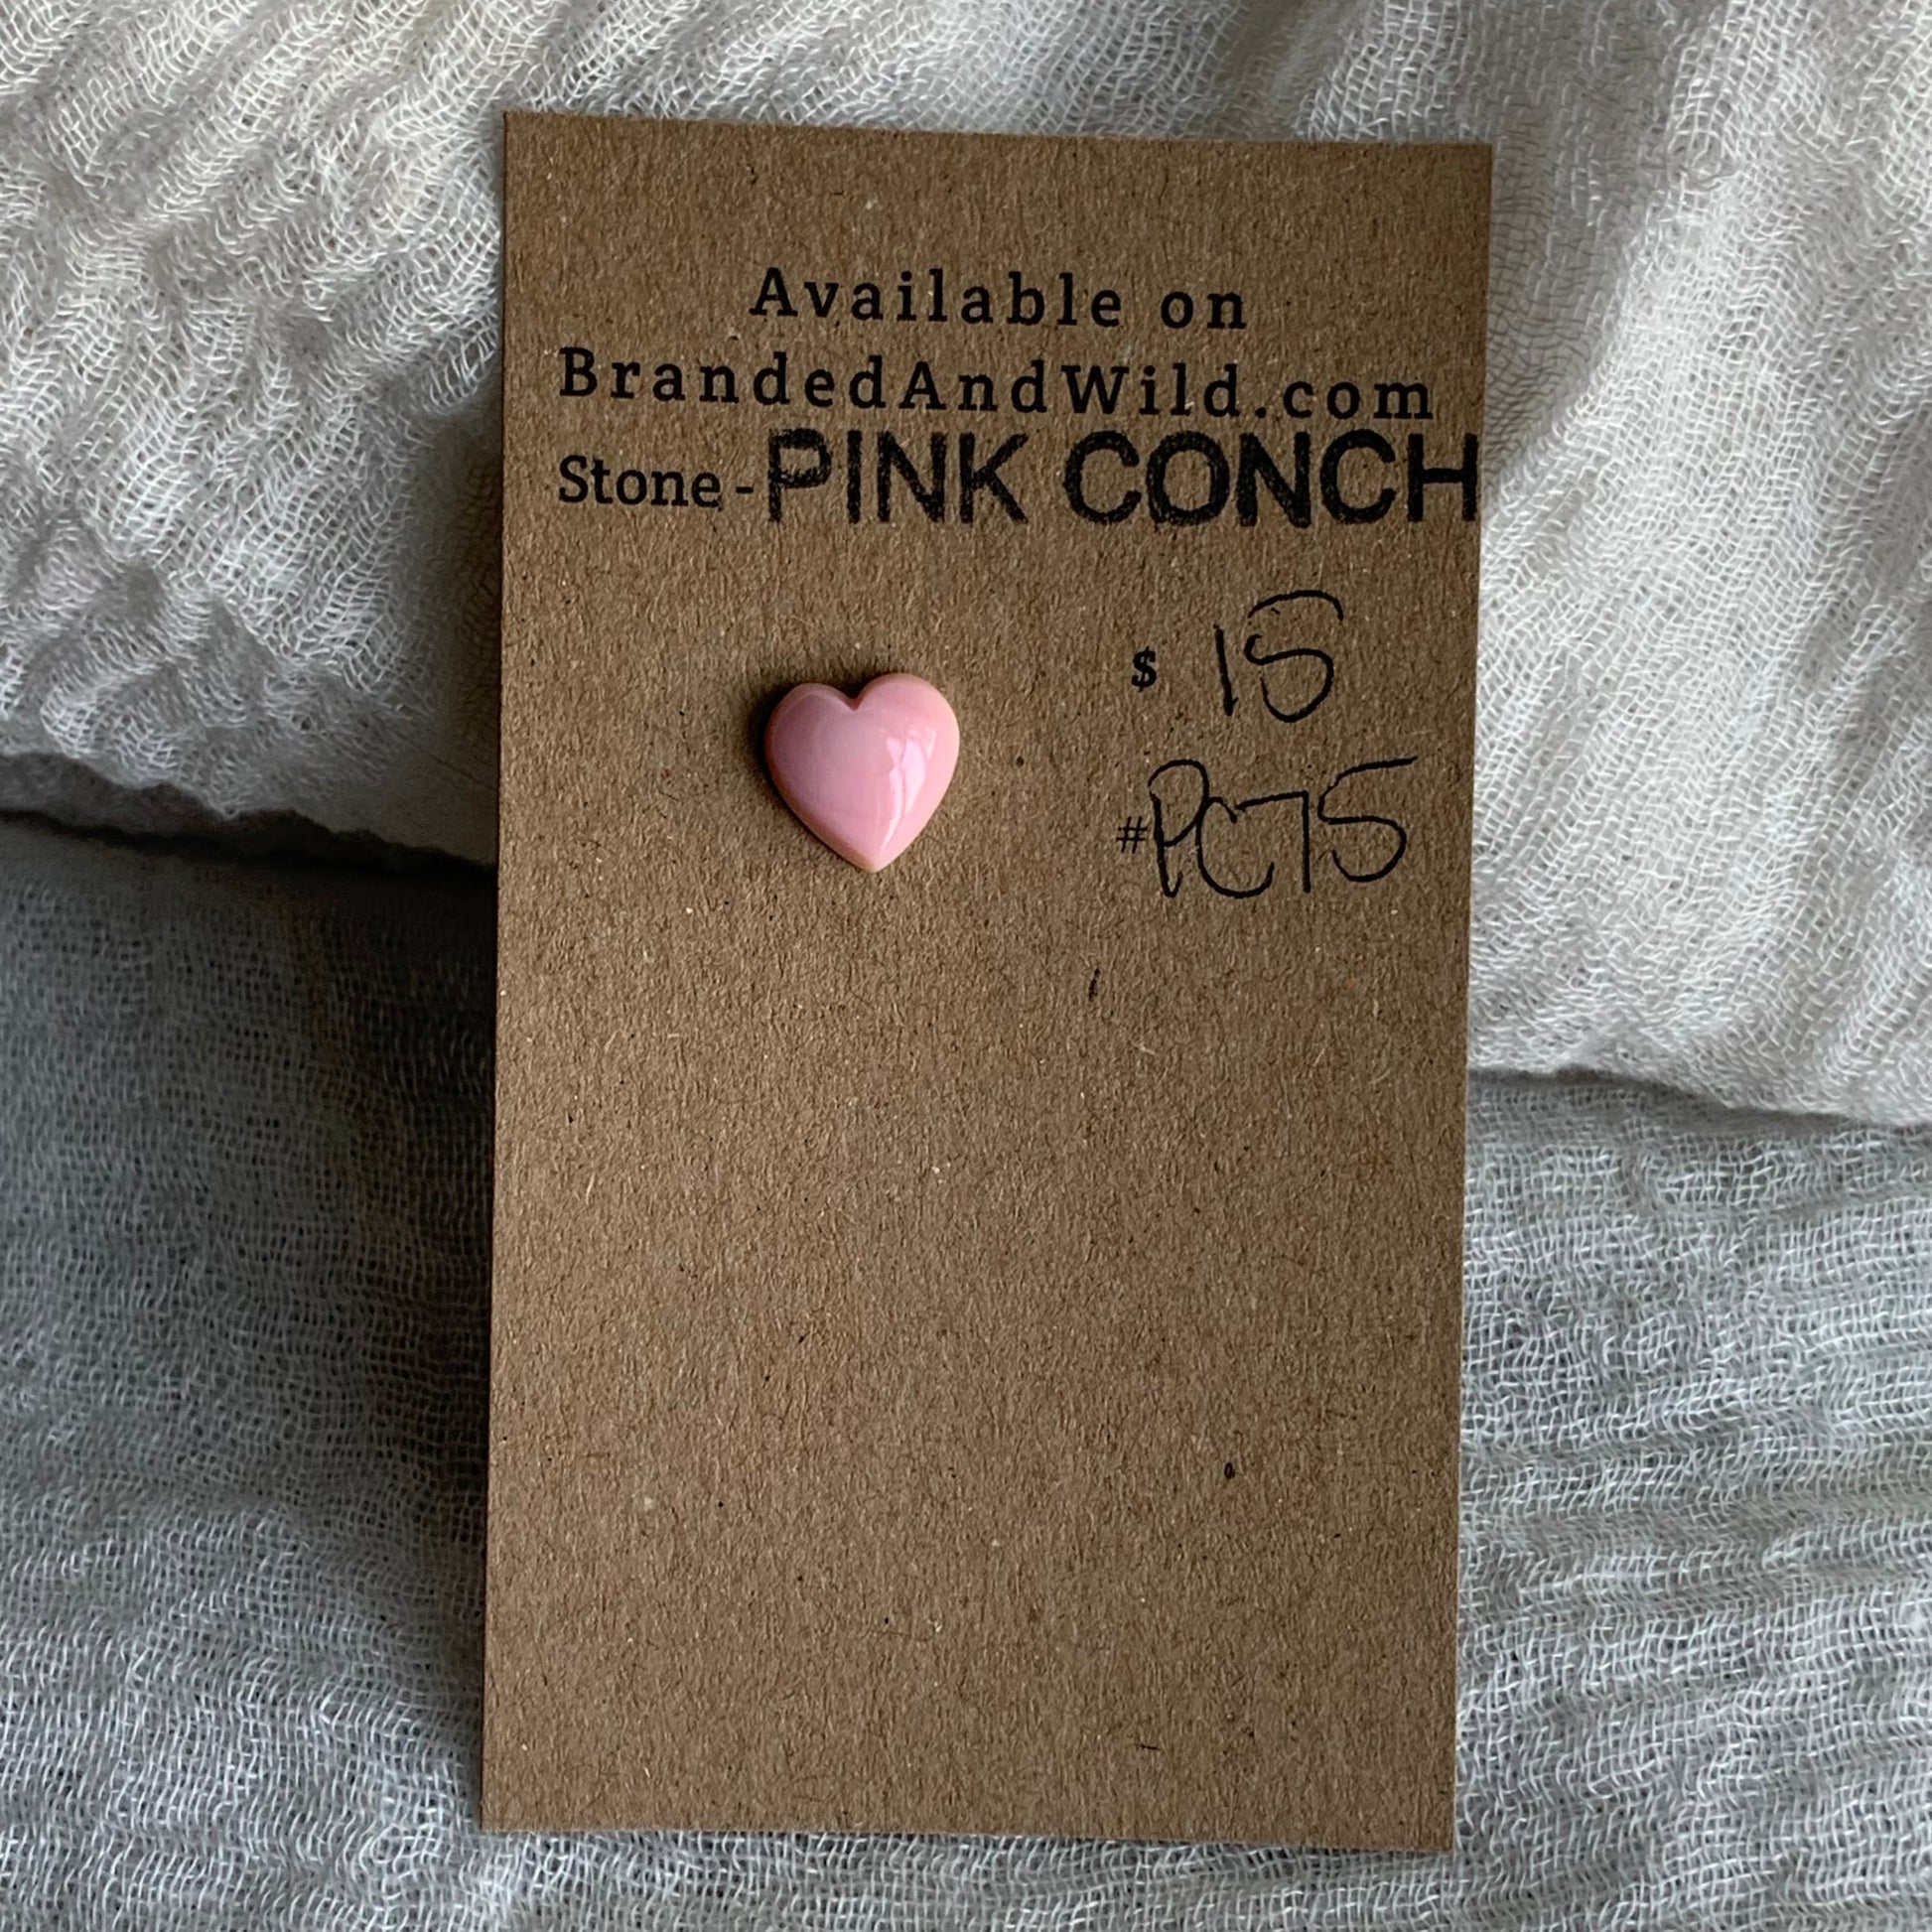 Available on
BrandedAndWild.com
Stone - PINK CONCH
$ 15
#PC75